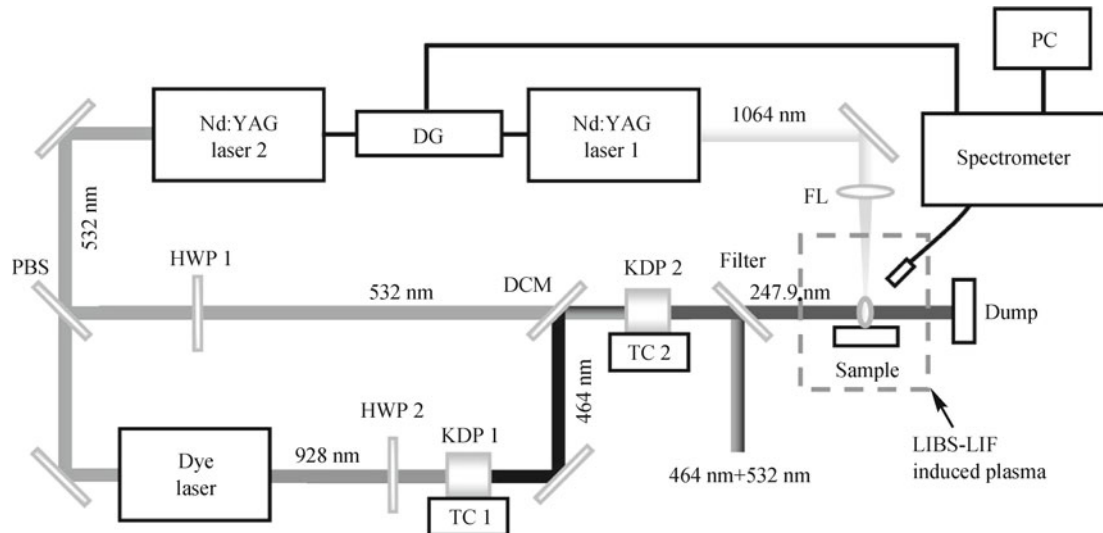 PC
Nd:YAG
laser 2
DG
Nd:YAG
laser 1
1064 nm
Spectrometer
FL
532 nm
PBS
HWP 1
532 nm
DCM
KDP 2
TC 2
Filter
247.9 nm
Dump
Sample
464 nm
HWP 2
KDP 1
Dye
laser
928 nm
TC 1
464 nm+532 nm
LIBS-LIF
induced plasma